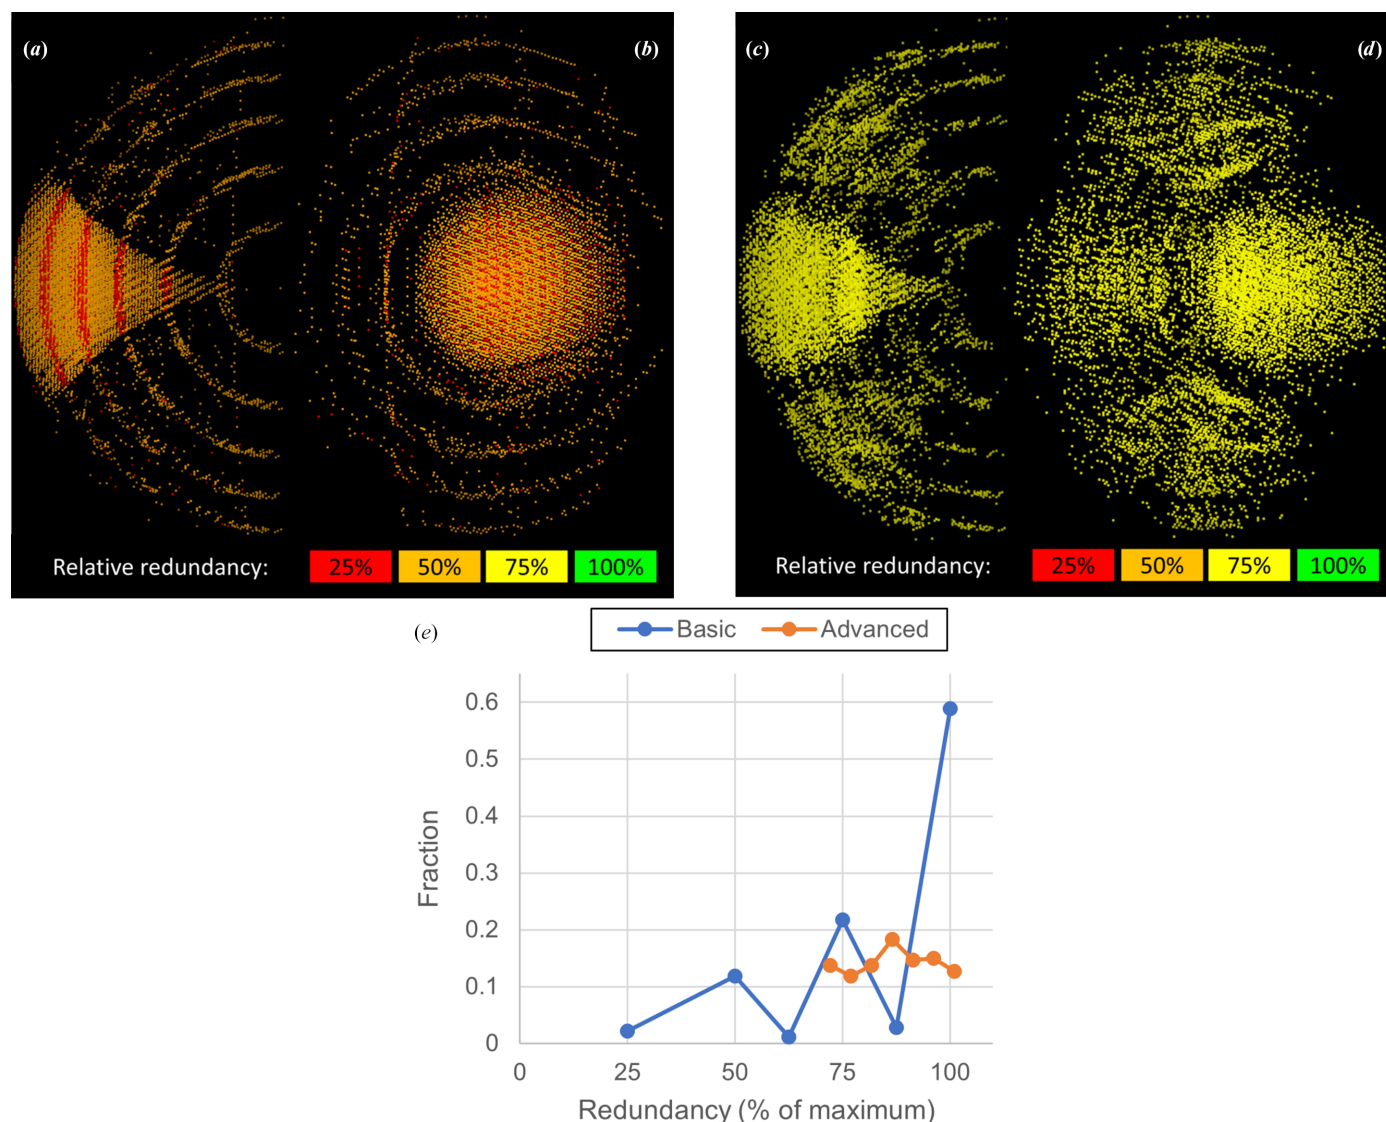 (a) (b) (c) (d)
Relative redundancy: 25% 50% 75% 100%
Relative redundancy: 25% 50% 75% 100%
(e)
Basic Advanced
0.6
0.5
0.4
0.3
0.2
0.1
0
Fraction
0 25 50 75 100
Redundancy (% of maximum)